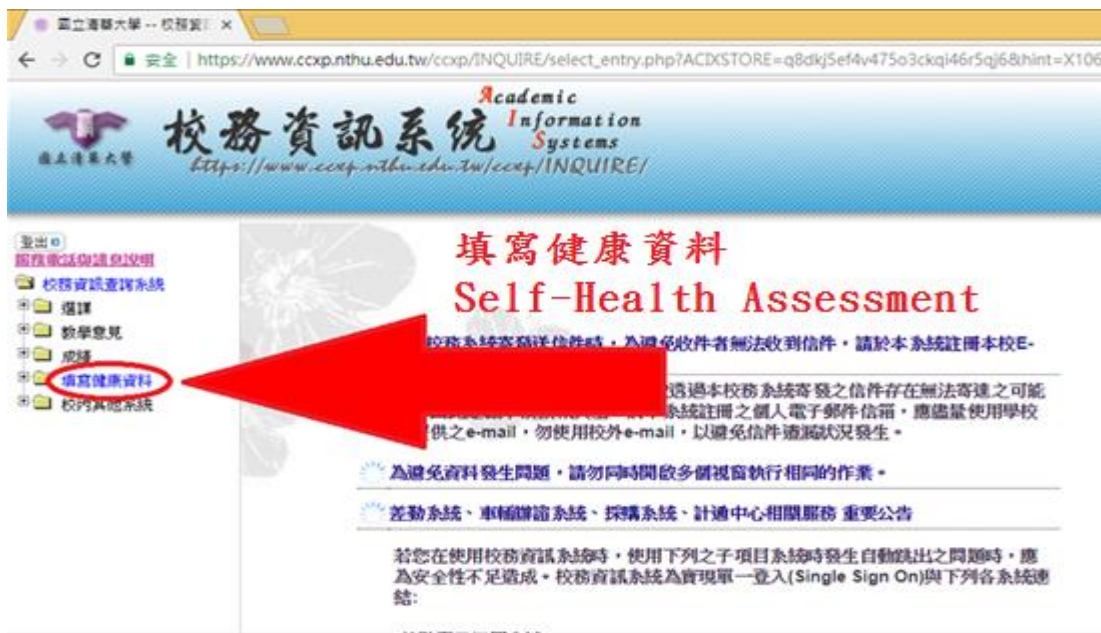 國立清華大學 -- 校務資
安全 | https://www.ccxp.nthu.edu.tw/ccxp/INQUIRE/select_entry.php?ACIXSTORE=q8dkj5ef4v475o3ckqi46r5qj6&hint=X106
國立清華大學
校務資訊系統
Academic
Information
Systems
https://www.ccxp.nthu.edu.tw/ccxp/INQUIRE/
登出
服務電話與訊息說明
校務資訊查詢系統
選課
教學意見
成績
填寫健康資料
校內其他系統
填寫健康資料
Self-Health Assessment
校務系統寄發送信件時，為避免收件者無法收到信件，請於本系統註冊本校E-
透過本校務系統寄發之信件存在無法寄達之可能
系統註冊之個人電子郵件信箱，應儘量使用學校
供之e-mail，勿使用校外e-mail，以避免信件遺漏狀況發生。
為避免資料發生問題，請勿同時開啟多個視窗執行相同的作業。
差勤系統、車輛辦證系統、採購系統、計通中心相關服務 重要公告
若您在使用校務資訊系統時，使用下列之子項目系統時發生自動跳出之問題時，應
為安全性不足造成。校務資訊系統為實現單一登入(Single Sign On)與下列各系統連
結: